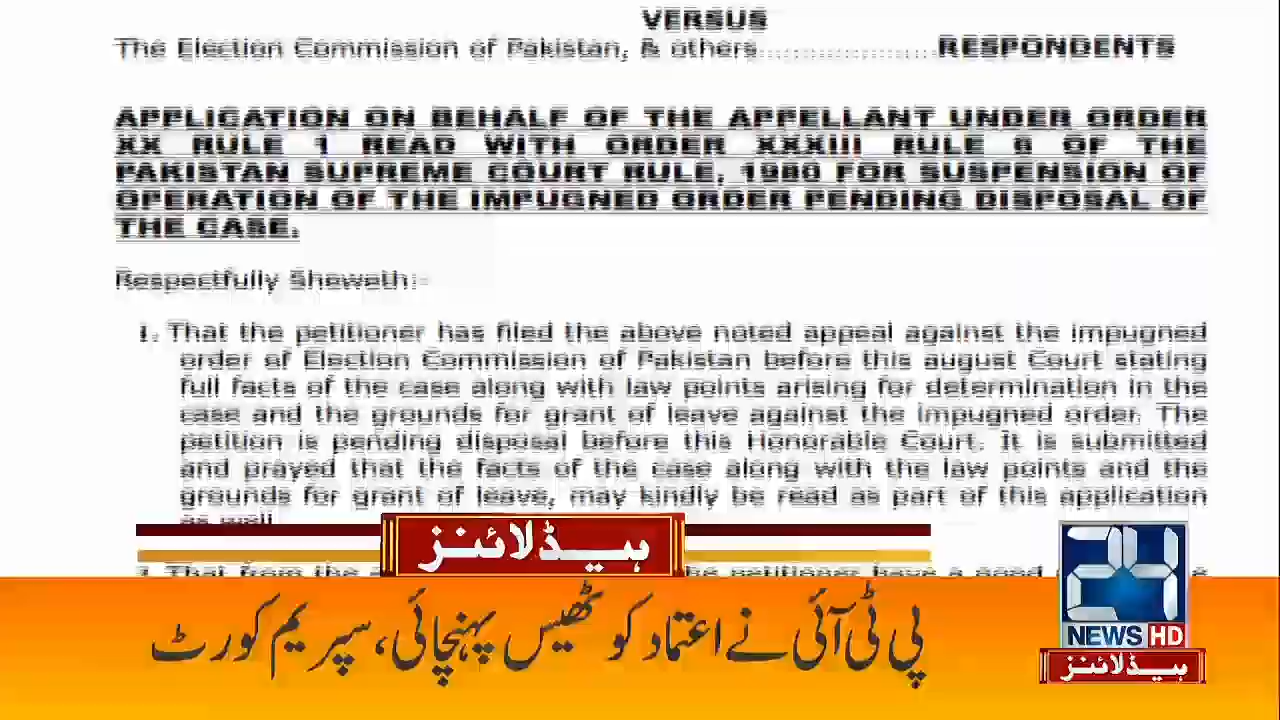 VERSUS
The Election Commission of Pakistan, & others......................RESPONDENTS
APPLICATION ON BEHALF OF THE APPELLANT UNDER ORDER
XX RULE 1 READ WITH ORDER XXXIII RULE 6 OF THE
PAKISTAN SUPREME COURT RULE, 1980 FOR SUSPENSION OF
OPERATION OF THE IMPUGNED ORDER PENDING DISPOSAL OF
THE CASE.
Respectfully Sheweth:-
1. That the petitioner has filed the above noted appeal against the impugned
order of Election Commission of Pakistan before this august Court stating
full facts of the case along with law points arising for determination in the
case and the grounds for grant of leave against the impugned order. The
petition is pending disposal before this Honorable Court. It is submitted
and prayed that the facts of the case along with the law points and the
grounds for grant of leave, may kindly be read as part of this application
as well
That from the
petitioner have a good
ہیڈلائنز
پی ٹی آئی نے اعتماد کو ٹھیس پہنچائی، سپریم کورٹ
24
NEWS HD
ہیڈلائنز